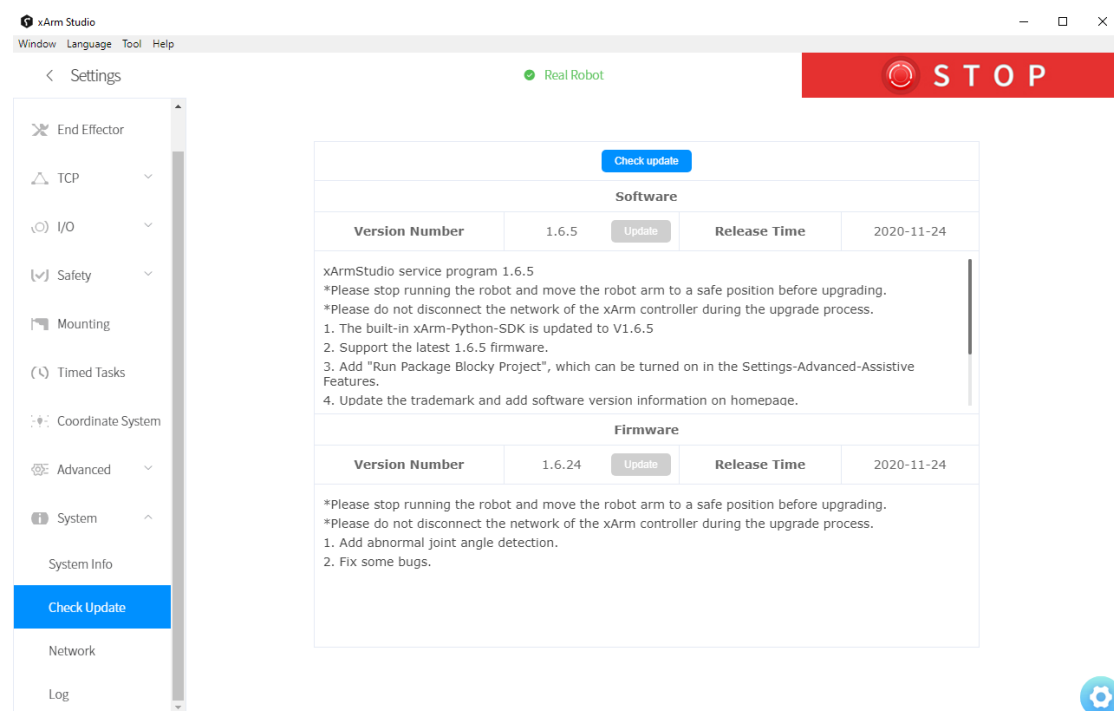 xArm Studio
Window Language Tool Help
Settings
Real Robot
STOP
End Effector
TCP
I/O
Safety
Mounting
Timed Tasks
Coordinate System
Advanced
System
System Info
Check Update
Network
Log
Check update
Software
Version Number 1.6.5 Update Release Time 2020-11-24
xArmStudio service program 1.6.5
*Please stop running the robot and move the robot arm to a safe position before upgrading.
*Please do not disconnect the network of the xArm controller during the upgrade process.
1. The built-in xArm-Python-SDK is updated to V1.6.5
2. Support the latest 1.6.5 firmware.
3. Add "Run Package Blocky Project", which can be turned on in the Settings-Advanced-Assistive
Features.
4. Update the trademark and add software version information on homepage.
Firmware
Version Number 1.6.24 Update Release Time 2020-11-24
*Please stop running the robot and move the robot arm to a safe position before upgrading.
*Please do not disconnect the network of the xArm controller during the upgrade process.
1. Add abnormal joint angle detection.
2. Fix some bugs.